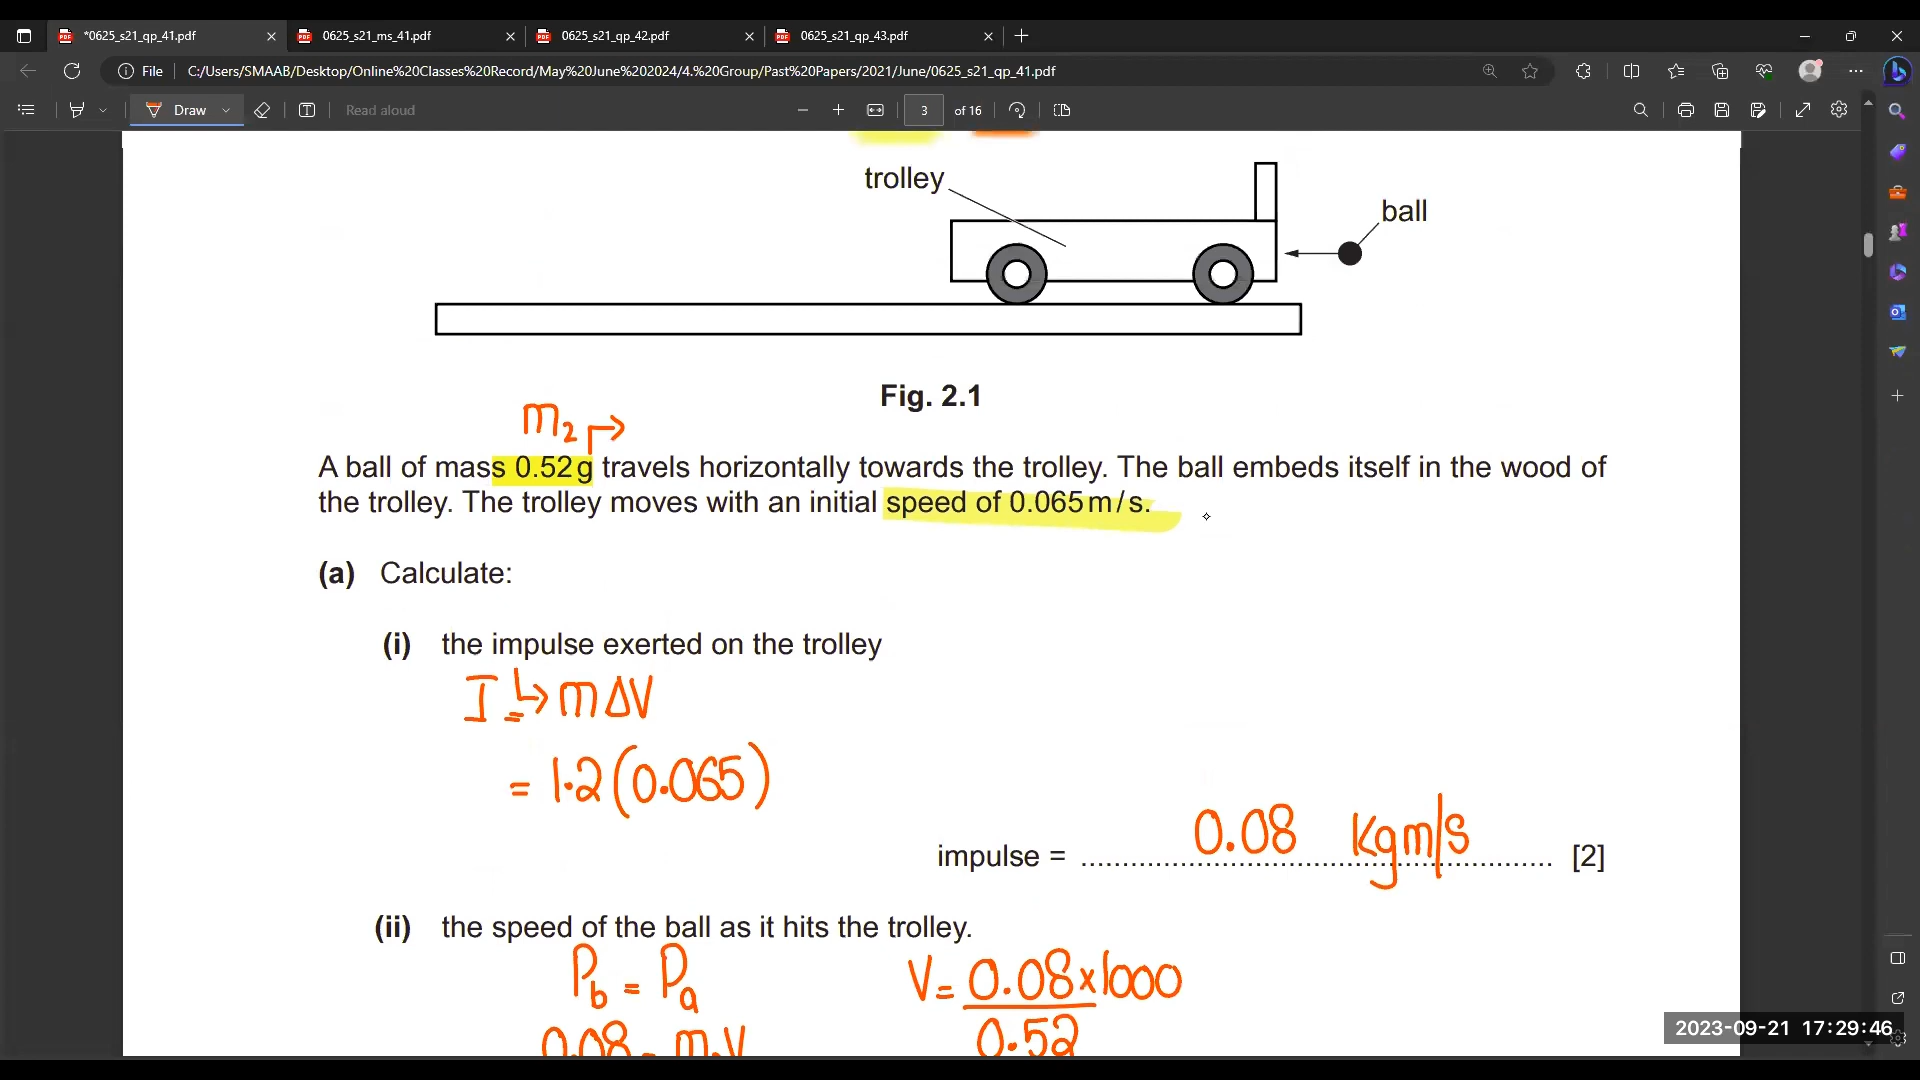 *0625_s21_qp_41.pdf
0625_s21_ms_41.pdf
0625_s21_qp_42.pdf
0625_s21_qp_43.pdf
File
C:/Users/SMAAB/Desktop/Online%20Classes%20Record/May%20June%202024/4.%20Group/Past%20Papers/2021/June/0625_s21_qp_41.pdf
Draw
Read aloud
3 of 16
trolley
ball
Fig. 2.1
m₂
A ball of mass 0.52 g travels horizontally towards the trolley. The ball embeds itself in the wood of
the trolley. The trolley moves with an initial speed of 0.065 m / s.
(a) Calculate:
(i) the impulse exerted on the trolley
I = mΔV
= 1.2(0.065)
0.08 kgm/s
impulse = ........................................................ [2]
(ii) the speed of the ball as it hits the trolley.
P_b = P_a
V = 0.08×1000
0.52
0.08 = m₂V
2023-09-21 17:29:46